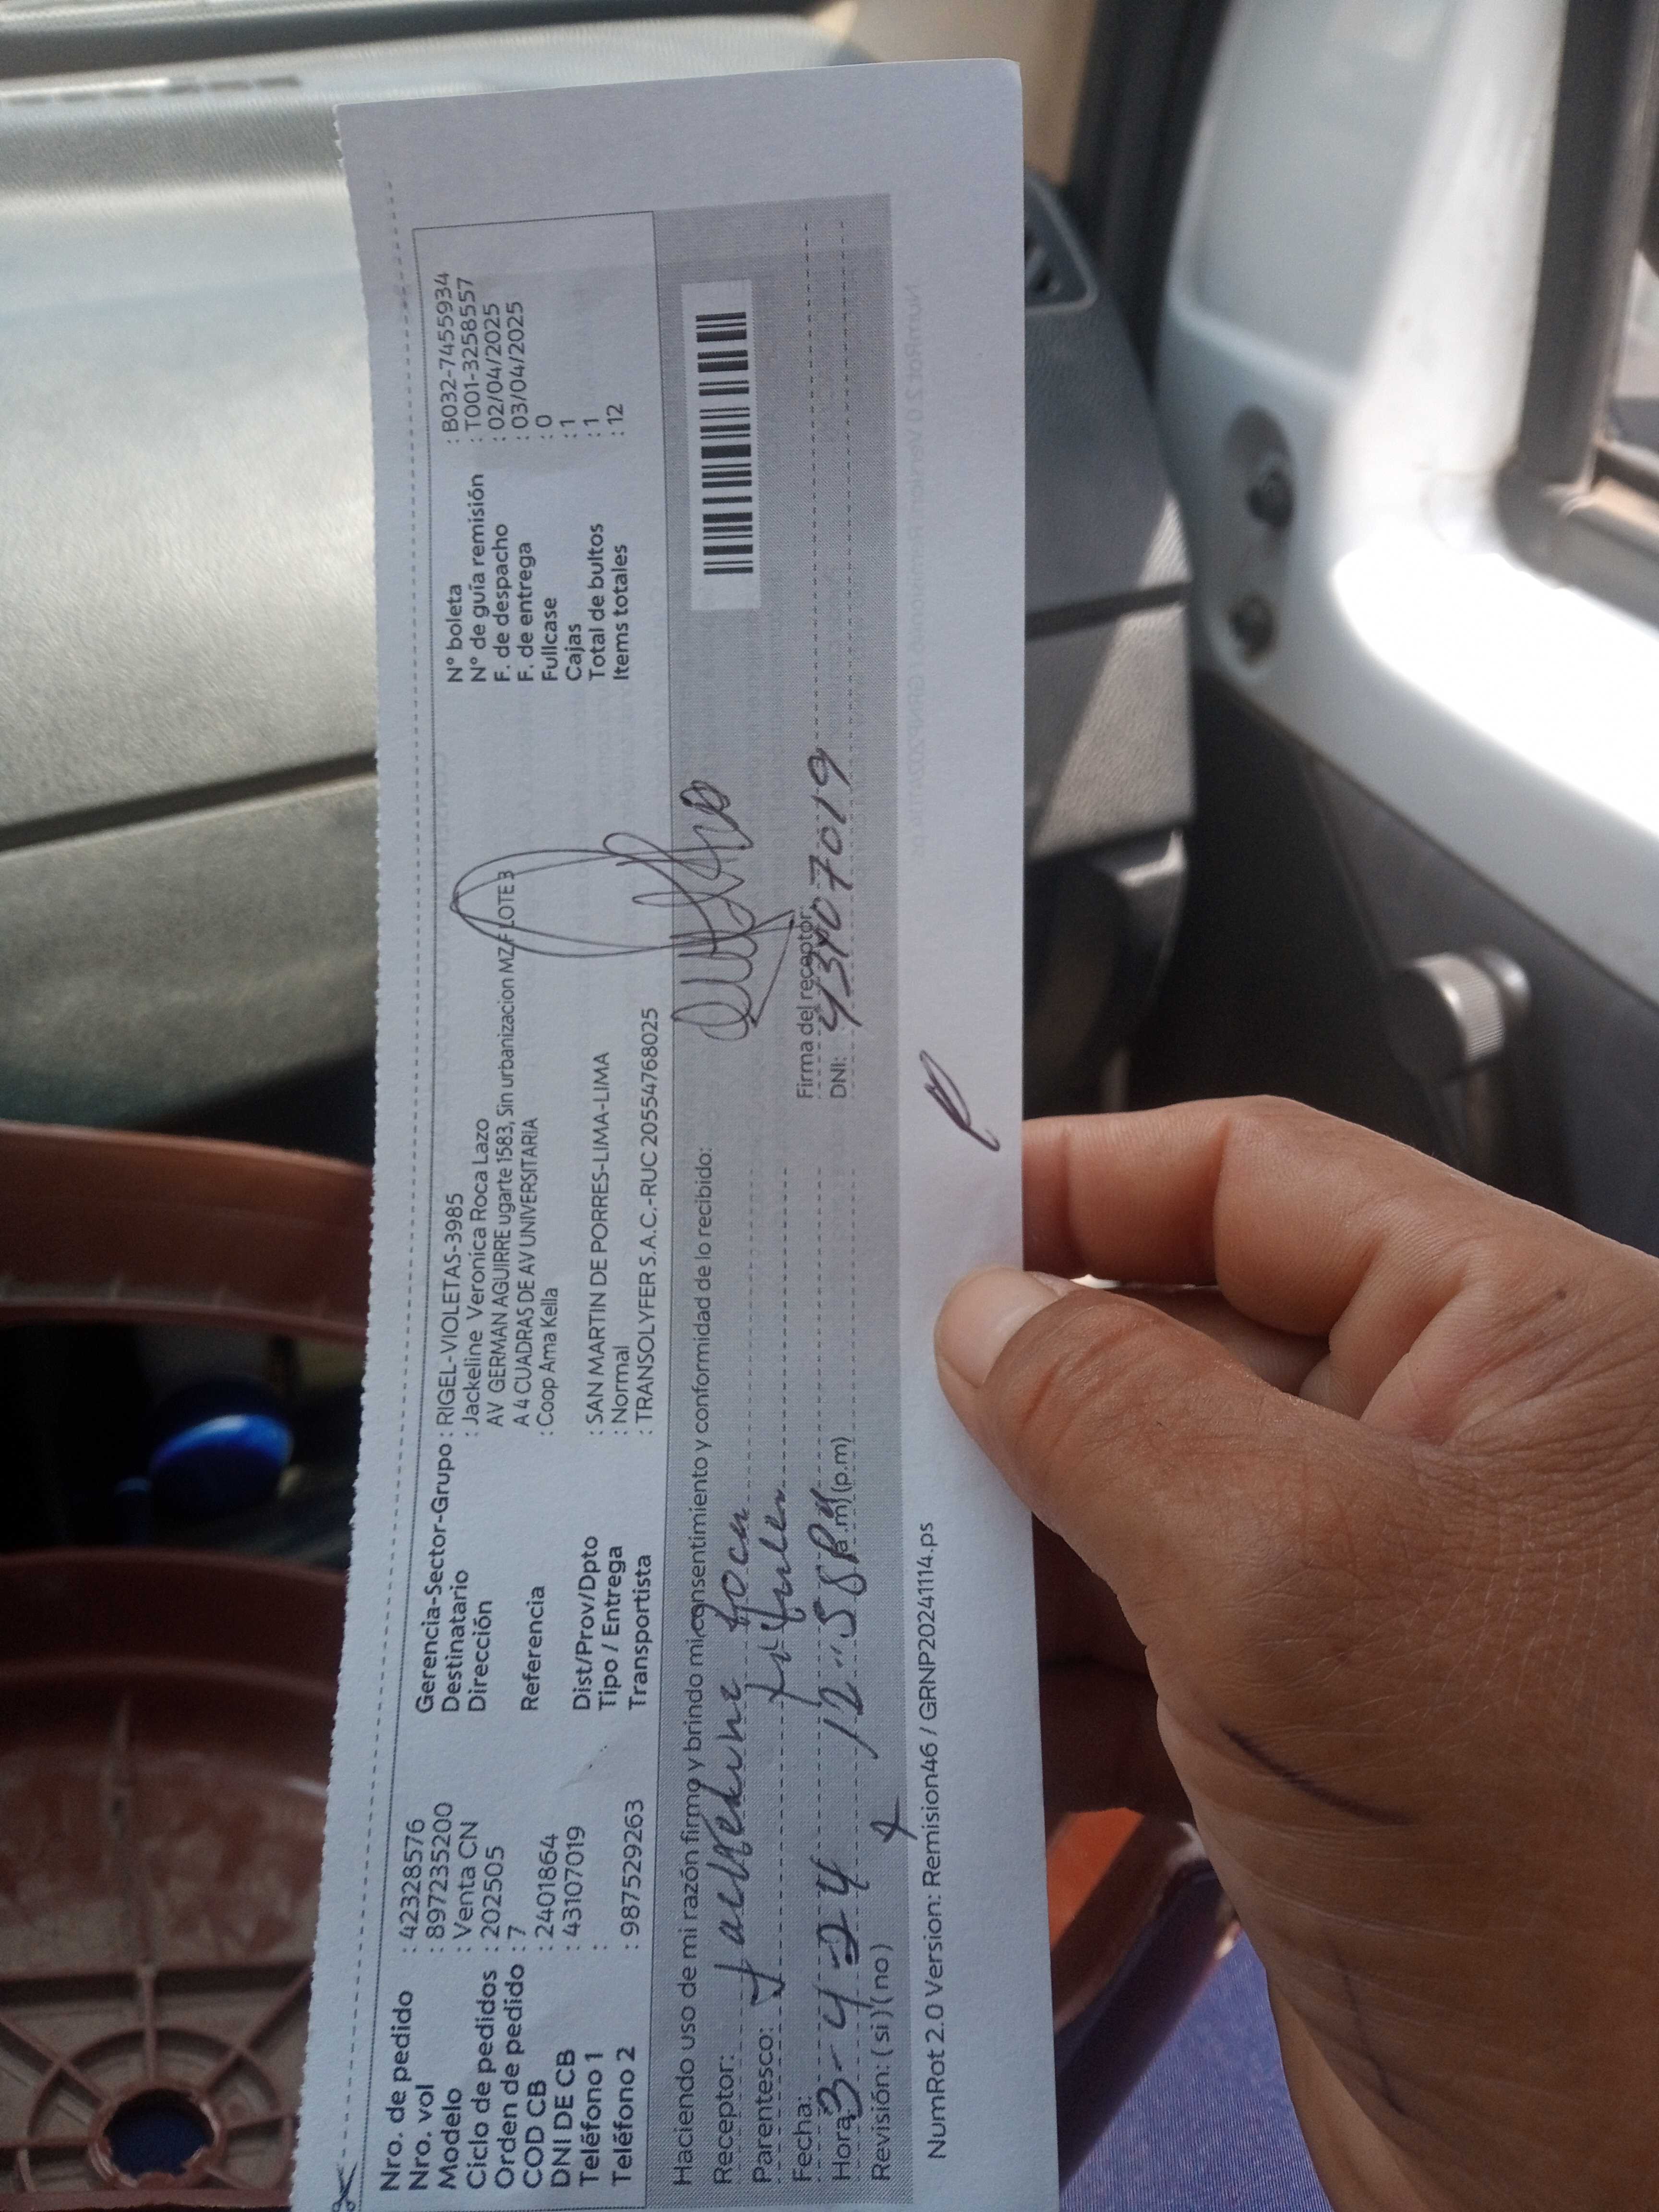 Nro. de pedido : 42328576
Nro. vol : 897235200
Modelo : Venta CN
Ciclo de pedidos : 202505
Orden de pedido : 7
COD CB : 2401864
DNI DE CB : 43107019
Teléfono 1 :
Teléfono 2 : 987529263
Gerencia-Sector-Grupo : RIGEL-VIOLETAS-3985
Destinatario : Jackeline Veronica Roca Lazo
Dirección AV GERMAN AGUIRRE ugarte 1583, Sin urbanizacion MZ F LOTE 3
A 4 CUADRAS DE AV UNIVERSITARIA
Referencia : Coop Ama Kella
Dist/Prov/Dpto : SAN MARTIN DE PORRES-LIMA-LIMA
Tipo / Entrega : Normal
Transportista : TRANSOLYFER S.A.C.-RUC 20554768025
N° boleta : B032-7455934
N° de guía remisión : T001-3258557
F. de despacho : 02/04/2025
F. de entrega : 03/04/2025
Fullcase : 0
Cajas : 1
Total de bultos : 1
Items totales : 12
Haciendo uso de mi razón firmo y brindo mi consentimiento y conformidad de lo recibido:
Receptor: Jackeline Roca
Parentesco:
Fecha: 3-4-24
Hora: 12:58 PM (a.m) (p.m)
Revisión: ( si ) ( no )
Firma del receptor:
DNI: 43107019
NumRot 2.0 Version: Remision46 / GRNP20241114.ps